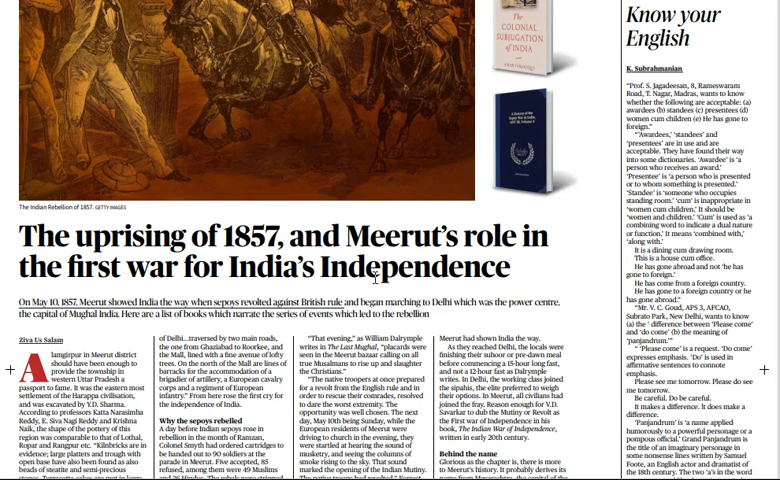 The
COLONIAL
SUBJUGATION
of INDIA
The Indian Rebellion of 1857. GETTY IMAGES
The uprising of 1857, and Meerut's role in
the first war for India's Independence
On May 10, 1857, Meerut showed India the way when sepoys revolted against British rule and began marching to Delhi which was the power centre,
the capital of Mughal India. Here are a list of books which narrate the series of events which led to the rebellion
Ziya Us Salam
Alamgirpur in Meerut district
should have been enough to
provide the township in
western Uttar Pradesh a
passport to fame. It was the easternmost
settlement of the Harappa civilisation,
and was excavated by Y.D. Sharma.
According to professors Katta Narasimha
Reddy, E. Siva Nagi Reddy and Krishna
Naik, the shape of the pottery of this
region was comparable to that of Lothal,
Ropar and Rangpur etc. "Kilnbricks are in
evidence; large platters and trough with
open base have also been found as also
beads of steatite and semi-precious
of Delhi...traversed by two main roads,
the one from Ghaziabad to Roorkee, and
the Mall, lined with a fine avenue of lofty
trees. On the north of the Mall are lines of
barracks for the accommodation of a
brigadier of artillery, a European cavalry
corps and a regiment of European
infantry." From here rose the first cry for
the independence of India.
Why the sepoys rebelled
A day before Indian sepoys rose in
rebellion in the month of Ramzan,
Colonel Smyth had ordered cartridges to
be handed out to 90 soldiers at the
parade in Meerut. Five accepted, 85
refused, among them were 49 Muslims
"That evening," as William Dalrymple
writes in The Last Mughal, "placards were
seen in the Meerut bazaar calling on all
true Muslims to rise up and slaughter
the Christians."
"The native troops at once prepared
for a revolt from the English rule and in
order to rescue their comrades, resolved
to dare the worst extremity. The
opportunity was well chosen. The next
day, May 10th being Sunday, while the
European residents of Meerut were
driving to church in the evening, they
were startled at hearing the sound of
musketry, and seeing the columns of
smoke rising to the sky. That sound
marked the opening of the Indian Mutiny.
Meerut had shown India the way.
As they reached Delhi, the locals were
finishing their suhoor or pre-dawn meal
before commencing a 15-hour long fast,
and not a 12-hour fast as Dalrymple
writes. In Delhi, the working class joined
the sipahis, the elite preferred to weigh
their options. In Meerut, all civilians had
joined the fray. Reason enough for V.D.
Savarkar to dub the Mutiny or Revolt as
the First war of Independence in his
book, The Indian War of Independence,
written in early 20th century.
Behind the name
Glorious as the chapter is, there is more
to Meerut's history. It probably derives its
Know your
English
K. Subrahmanian
"Prof. S. Jagadeesan, 8, Rameswaram
Road, T. Nagar, Madras, wants to know
whether the following are acceptable: (a)
awardees (b) standees (c) presentees (d)
women cum children (e) He has gone to
foreign."
"'Awardees,' 'standees' and
'presentees' are in use and are
acceptable. They have found their way
into some dictionaries. 'Awardee' is 'a
person who receives an award.'
'Presentee' is 'a person who is presented
or to whom something is presented.'
'Standee' is 'someone who occupies
standing room.' 'cum' is inappropriate in
'women cum children.' It should be
'women and children.' 'Cum' is used as 'a
combining word to indicate a dual nature
or function.' It means 'combined with,'
'along with.'
It is a dining cum drawing room.
This is a house cum office.
He has gone abroad and not 'he has
gone to foreign.'
He has come from a foreign country.
He has gone to a foreign country or he
has gone abroad."
"Mr. V. C. Goud, APS 3, AFCAO,
Subrato Park, New Delhi, wants to know
(a) the ' difference between 'Please come'
and 'do come' (b) the meaning of
'panjandrum.'"
" 'Please come' is a request. 'Do come'
expresses emphasis. 'Do' is used in
affirmative sentences to connote
emphasis.
Please see me tomorrow. Please do see
me tomorrow.
Be careful. Do be careful.
It makes a difference. It does make a
difference.
'Panjandrum' is 'a name applied
humorously to a powerful personage or a
pompous official.' Grand Panjandrum is
the title of an imaginary personage in
some nonsense lines written by Samuel
Foote, an English actor and dramatist of
the 18th century. The two 'a's in the word